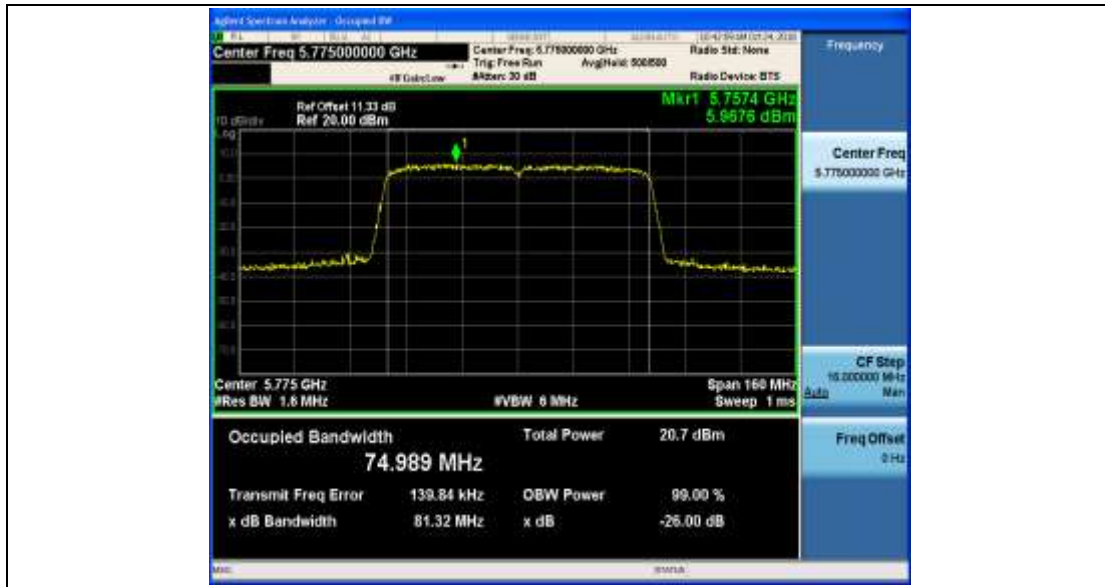 Agilent Spectrum Analyzer - Occupied BW
Center Freq 5.775000000 GHz
Center Freq: 5.775000000 GHz
Radio Std: None
Trig: Free Run
Avg|Hold: 500/500
#IFGain:Low
#Atten: 30 dB
Radio Device: BTS
Frequency
Ref Offset 11.33 dB
Mkr1 5.7574 GHz
10 dB/div
Ref 20.00 dBm
5.9676 dBm
Log
1
Center Freq
5.775000000 GHz
Center 5.775 GHz
Span 160 MHz
#Res BW 1.6 MHz
#VBW 6 MHz
Sweep 1 ms
CF Step
16.000000 MHz
Auto
Man
Occupied Bandwidth
Total Power
20.7 dBm
74.989 MHz
Freq Offset
0 Hz
Transmit Freq Error
139.84 kHz
OBW Power
99.00 %
x dB Bandwidth
81.32 MHz
x dB
-26.00 dB
MSG
STATUS